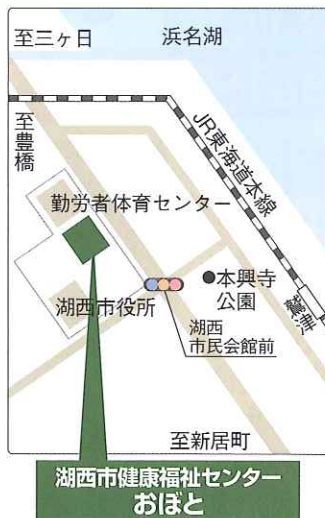 至三ヶ日
浜名湖
至豊橋
JR東海道本線
勤労者体育センター
本興寺
公園
湖西市役所
湖西
市民会館前
鷲津
至新居町
湖西市健康福祉センター
おぼと